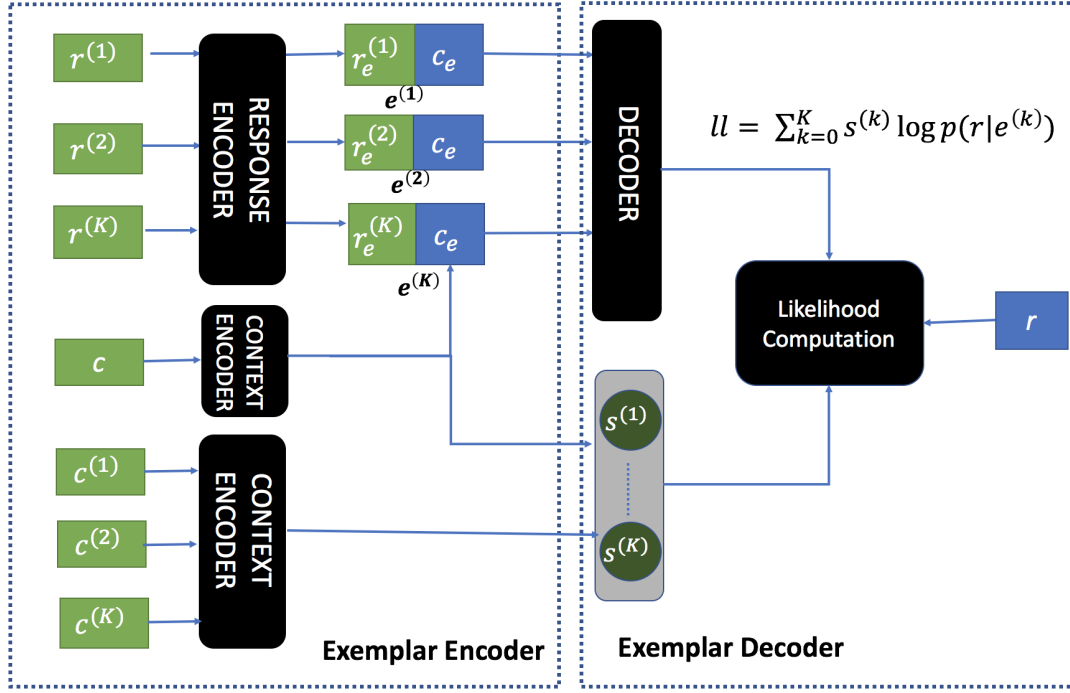 r^(1)
r^(2)
r^(K)
RESPONSE
ENCODER
r_e^(1) c_e
e^(1)
r_e^(2) c_e
e^(2)
r_e^(K) c_e
e^(K)
c
CONTEXT
ENCODER
c^(1)
c^(2)
c^(K)
CONTEXT
ENCODER
Exemplar Encoder
DECODER
ll = ∑_{k=0}^{K} s^(k) log p(r|e^(k))
Likelihood
Computation
r
s^(1)
s^(K)
Exemplar Decoder